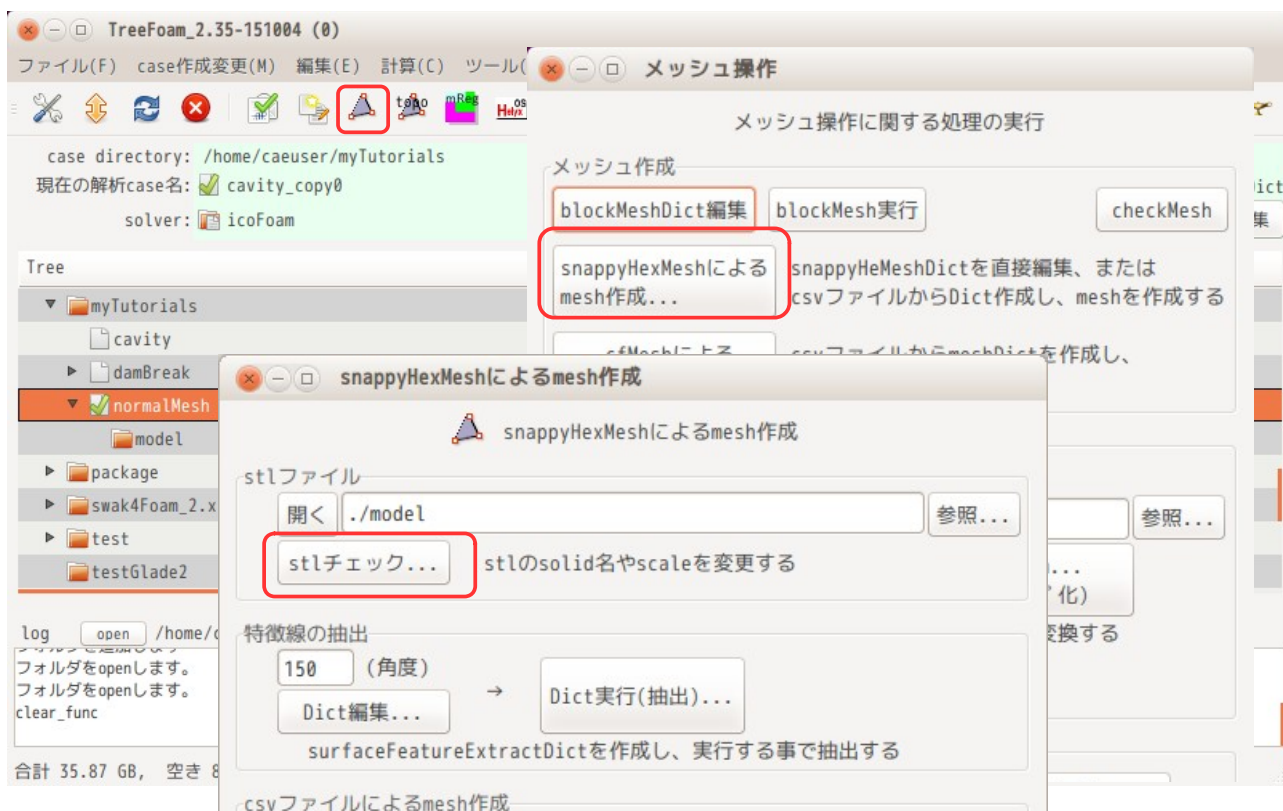 TreeFoam_2.35-151004 (0)
ファイル(F) case作成変更(M) 編集(E) 計算(C) ツール(
topo
mReg
case directory: /home/caeuser/myTutorials
現在の解析case名: cavity_copy0
solver: icoFoam
Tree
myTutorials
cavity
damBreak
normalMesh
model
package
swak4Foam_2.x
test
testGlade2
log open /home/c
フォルダをopenします。
フォルダをopenします。
clear_func
合計 35.87 GB, 空き 8
メッシュ操作
メッシュ操作に関する処理の実行
メッシュ作成
blockMeshDict編集 blockMesh実行 checkMesh
snappyHexMeshによる
mesh作成...
snappyHeMeshDictを直接編集、または
csvファイルからDict作成し、meshを作成する
cfMeshによる
csvファイルからmeshDictを作成し、
ict
集
参照...
化)
変換する
snappyHexMeshによるmesh作成
snappyHexMeshによるmesh作成
stlファイル
開く ./model 参照...
stlチェック... stlのsolid名やscaleを変更する
特徴線の抽出
150 (角度)
→
Dict編集...
Dict実行(抽出)...
surfaceFeatureExtractDictを作成し、実行する事で抽出する
csvファイルによるmesh作成